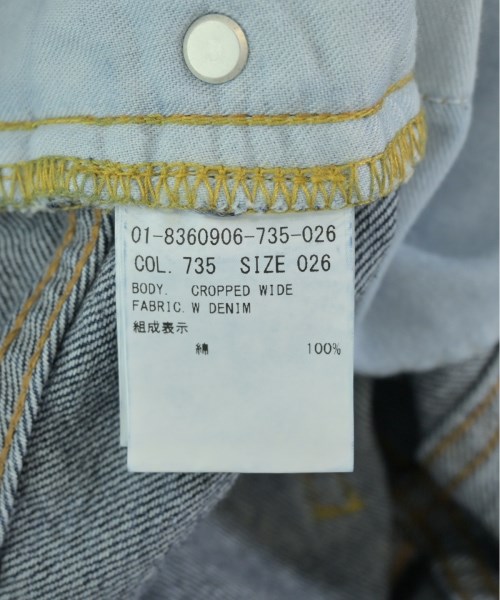 01-8360906-735-026
COL. 735 SIZE 026
BODY. CROPPED WIDE
FABRIC. W DENIM
組成表示
綿 100%